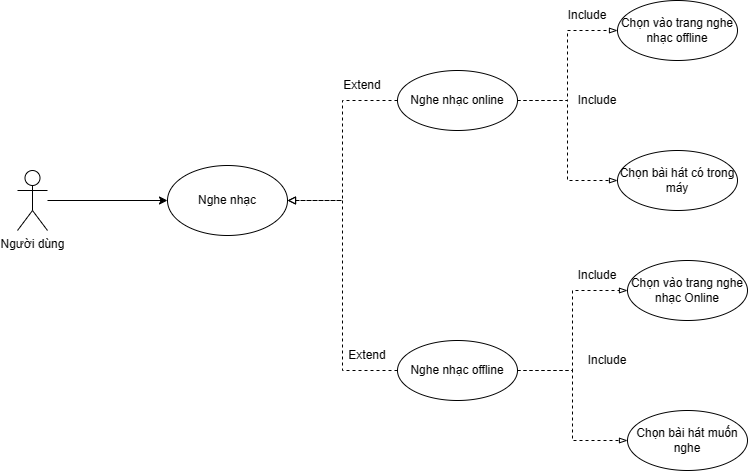 Include
Chọn vào trang nghe
nhạc offline
Extend
Nghe nhạc online
Include
Chọn bài hát có trong
máy
Nghe nhạc
Người dùng
Include
Chọn vào trang nghe
nhạc Online
Extend
Nghe nhạc offline
Include
Chọn bài hát muốn
nghe